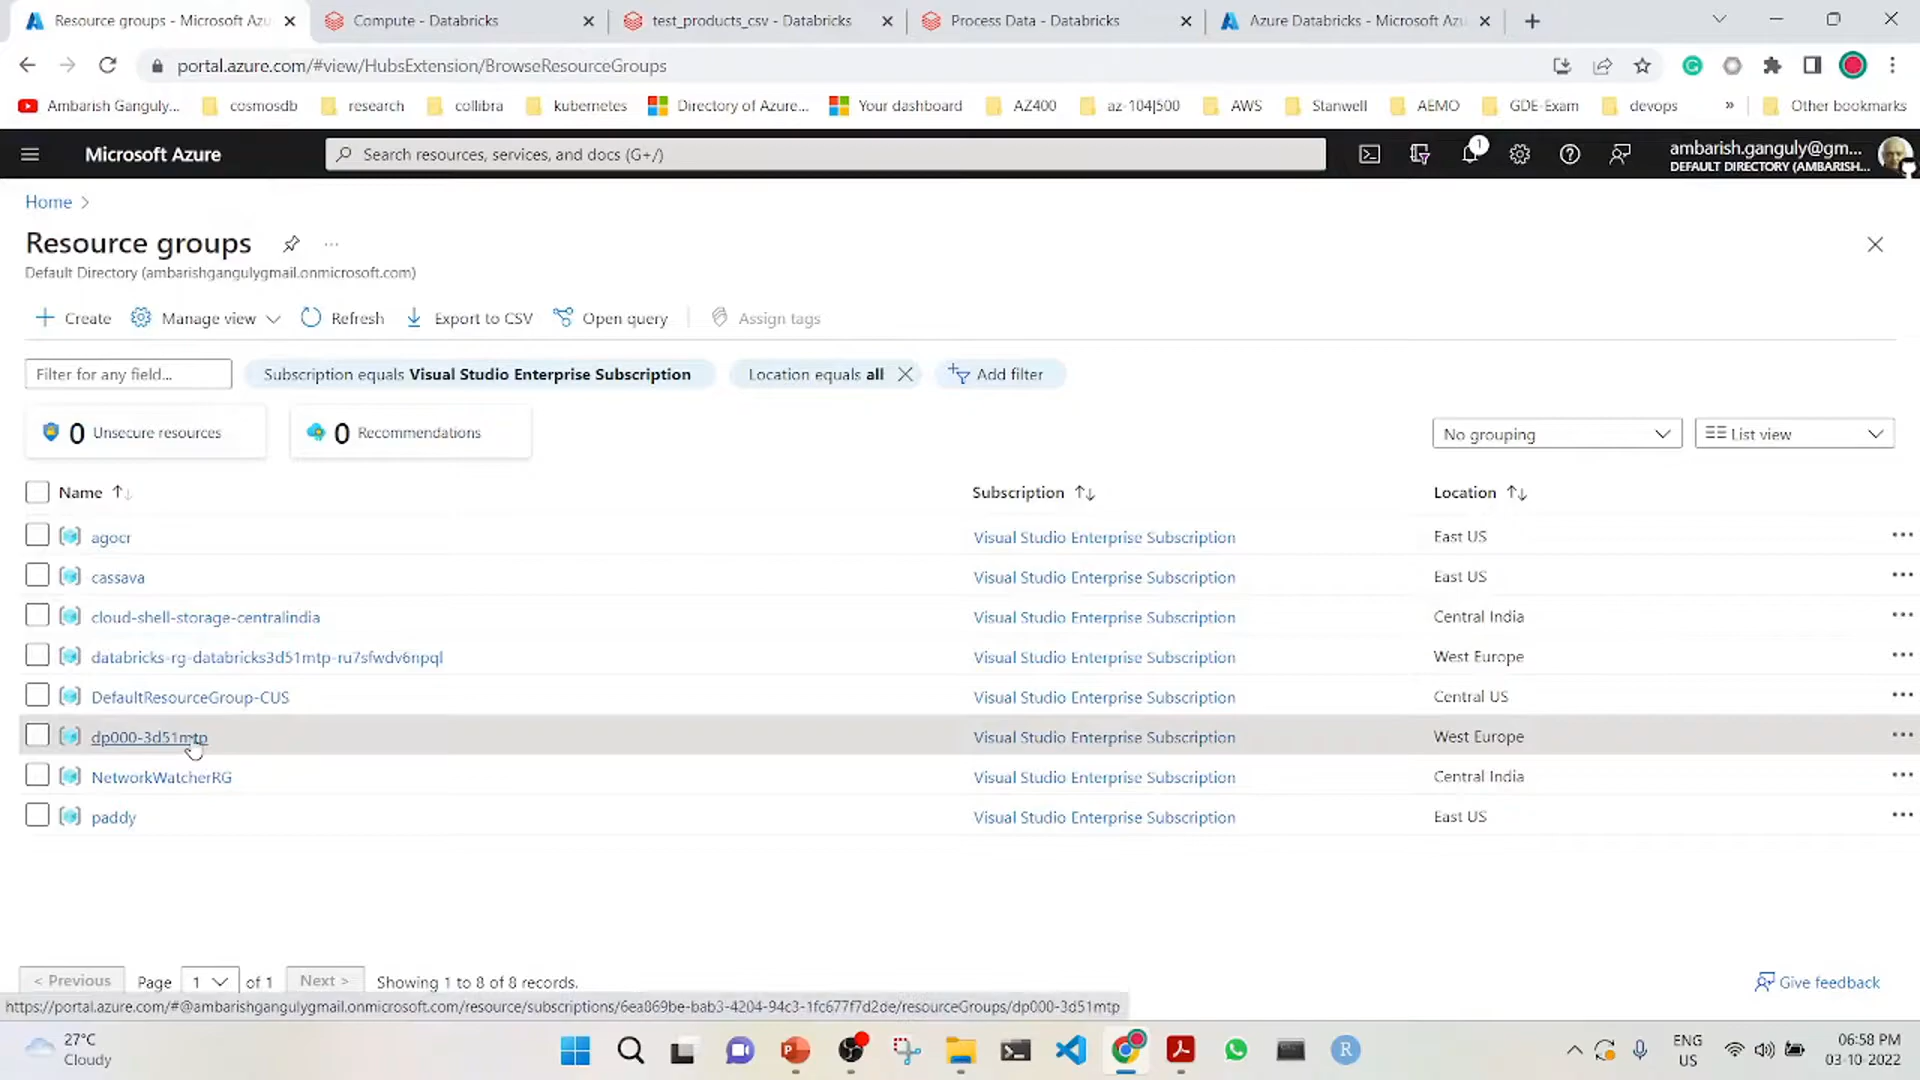 Resource groups - Microsoft Azu
Compute - Databricks
test_products_csv - Databricks
Process Data - Databricks
Azure Databricks - Microsoft Azu
portal.azure.com/#view/HubsExtension/BrowseResourceGroups
Ambarish Ganguly...
cosmosdb
research
collibra
kubernetes
Directory of Azure...
Your dashboard
AZ400
az-104|500
AWS
Stanwell
AEMO
GDE-Exam
devops
»
Other bookmarks
Microsoft Azure
Search resources, services, and docs (G+/)
1
ambarish.ganguly@gm...
DEFAULT DIRECTORY (AMBARISH...
Home >
Resource groups
...
Default Directory (ambarishgangulygmail.onmicrosoft.com)
Create
Manage view
Refresh
Export to CSV
Open query
Assign tags
Filter for any field...
Subscription equals Visual Studio Enterprise Subscription
Location equals all
Add filter
0 Unsecure resources
0 Recommendations
No grouping
List view
Name
Subscription
Location
agocr
Visual Studio Enterprise Subscription
East US
cassava
Visual Studio Enterprise Subscription
East US
cloud-shell-storage-centralindia
Visual Studio Enterprise Subscription
Central India
databricks-rg-databricks3d51mtp-ru7sfwdv6npql
Visual Studio Enterprise Subscription
West Europe
DefaultResourceGroup-CUS
Visual Studio Enterprise Subscription
Central US
dp000-3d51mtp
Visual Studio Enterprise Subscription
West Europe
NetworkWatcherRG
Visual Studio Enterprise Subscription
Central India
paddy
Visual Studio Enterprise Subscription
East US
< Previous
Page 1 of 1
Next >
Showing 1 to 8 of 8 records.
Give feedback
https://portal.azure.com/#@ambarishgangulygmail.onmicrosoft.com/resource/subscriptions/6ea869be-bab3-4204-94c3-1fc677f7d2de/resourceGroups/dp000-3d51mtp
27°C
Cloudy
ENG
US
06:58 PM
03-10-2022